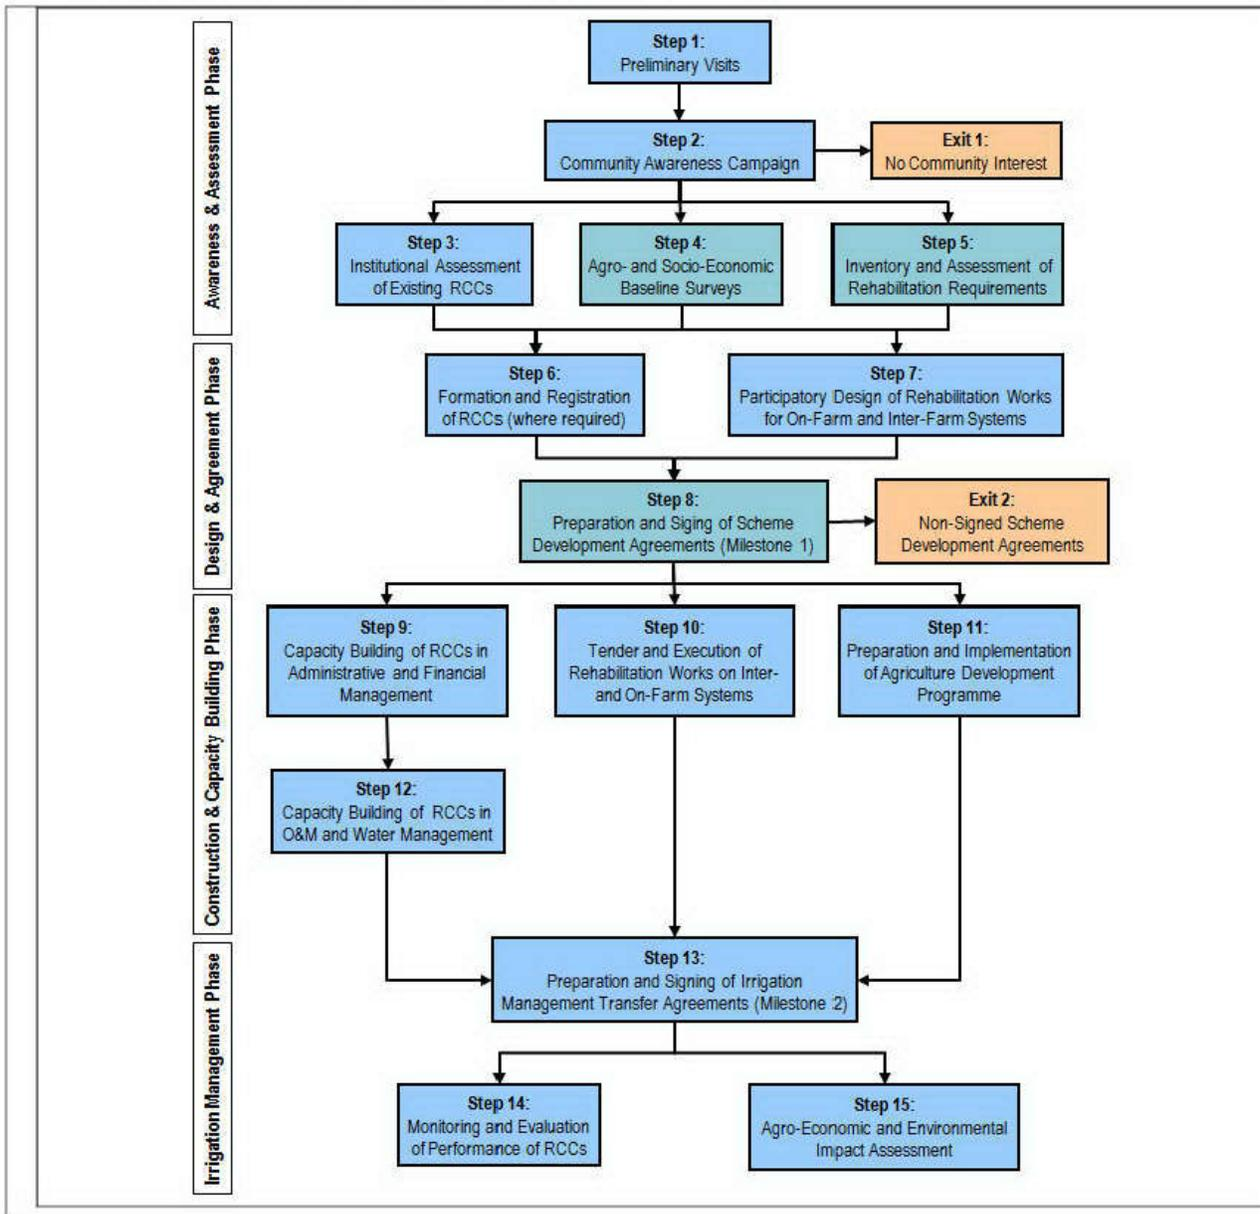 Awareness & Assessment Phase
Step 1:
Preliminary Visits
Step 2:
Community Awareness Campaign
Exit 1:
No Community Interest
Step 3:
Institutional Assessment
of Existing RCCs
Step 4:
Agro- and Socio-Economic
Baseline Surveys
Step 5:
Inventory and Assessment of
Rehabilitation Requirements
Design & Agreement Phase
Step 6:
Formation and Registration
of RCCs (where required)
Step 7:
Participatory Design of Rehabilitation Works
for On-Farm and Inter-Farm Systems
Step 8:
Preparation and Siging of Scheme
Development Agreements (Milestone 1)
Exit 2:
Non-Signed Scheme
Development Agreements
Construction & Capacity Building Phase
Step 9:
Capacity Building of RCCs in
Administrative and Financial
Management
Step 10:
Tender and Execution of
Rehabilitation Works on Inter-
and On-Farm Systems
Step 11:
Preparation and Implementation
of Agriculture Development
Programme
Step 12:
Capacity Building of RCCs in
O&M and Water Management
Irrigation Management Phase
Step 13:
Preparation and Signing of Irrigation
Management Transfer Agreements (Milestone 2)
Step 14:
Monitoring and Evaluation
of Performance of RCCs
Step 15:
Agro-Economic and Environmental
Impact Assessment